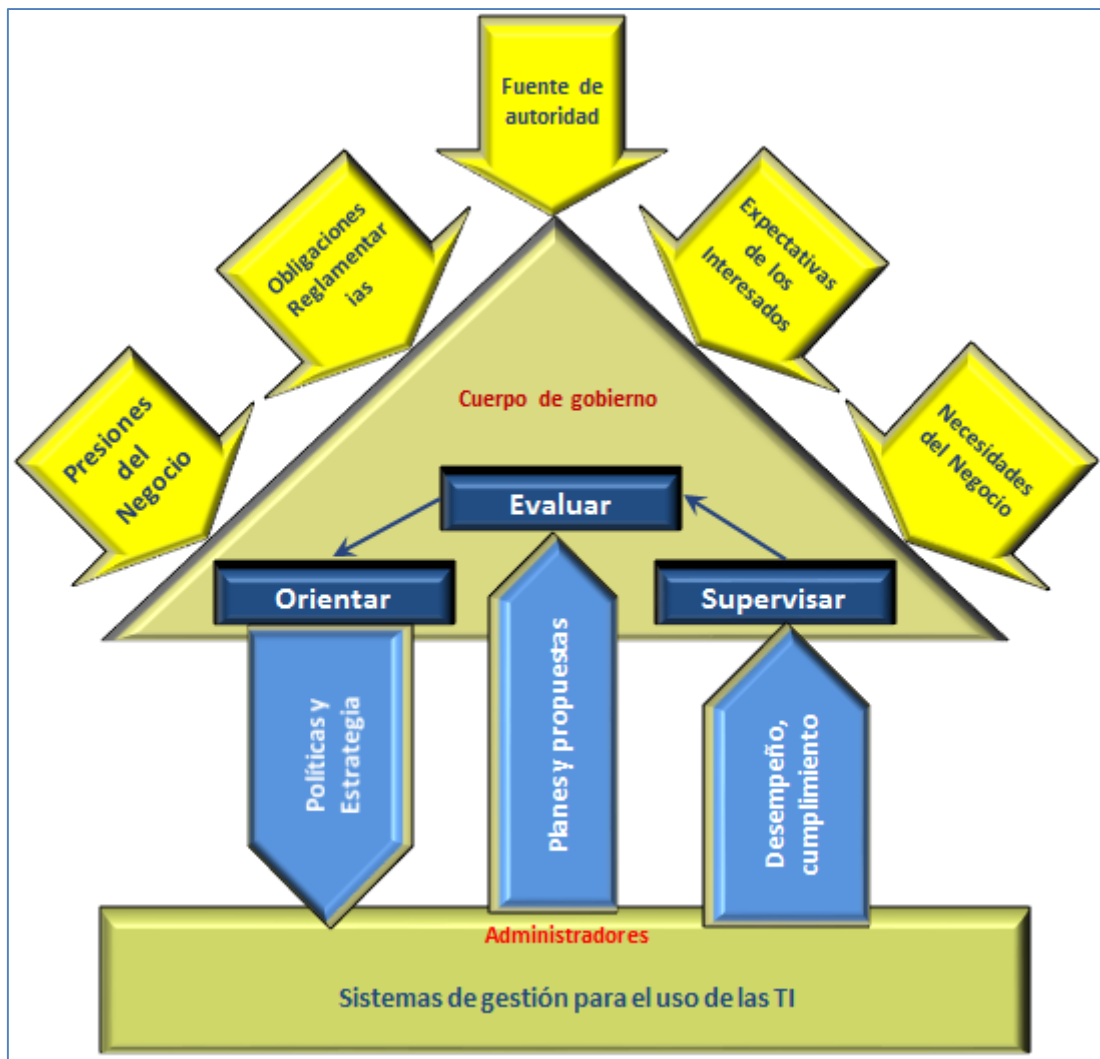 Fuente de
autoridad
Obligaciones
Reglamentar
ias
Expectativas
de los
Interesados
Presiones
del
Negocio
Necesidades
del Negocio
Cuerpo de gobierno
Evaluar
Orientar
Supervisar
Políticas y
Estrategia
Planes y propuestas
Desempeño,
cumplimiento
Administradores
Sistemas de gestión para el uso de las TI